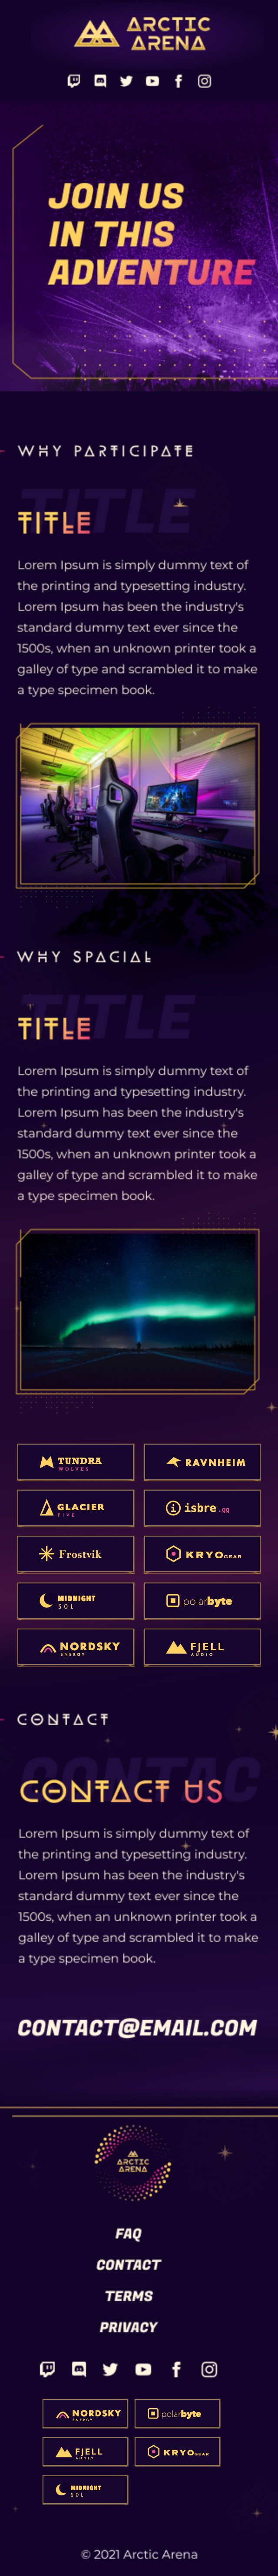 ARCTIC
ARENA
JOIN US
IN THIS
ADVENTURE
WHY PARTICIPATE
TITLE
TITLE
Lorem Ipsum is simply dummy text of
the printing and typesetting industry.
Lorem Ipsum has been the industry's
standard dummy text ever since the
1500s, when an unknown printer took a
galley of type and scrambled it to make
a type specimen book.
WHY SPACIAL
TITLE
TITLE
Lorem Ipsum is simply dummy text of
the printing and typesetting industry.
Lorem Ipsum has been the industry's
standard dummy text ever since the
1500s, when an unknown printer took a
galley of type and scrambled it to make
a type specimen book.
TUNDRA
WOLVES
RAVNHEIM
GLACIER
FIVE
isbre.gg
Frostvik
KRYOGEAR
MIDNIGHT
SOL
polarbyte
NORDSKY
ENERGY
FJELL
AUDIO
CONTACT
CONTAC
CONTACT US
Lorem Ipsum is simply dummy text of
the printing and typesetting industry.
Lorem Ipsum has been the industry's
standard dummy text ever since the
1500s, when an unknown printer took a
galley of type and scrambled it to make
a type specimen book.
CONTACT@EMAIL.COM
ARCTIC
ARENA
FAQ
CONTACT
TERMS
PRIVACY
NORDSKY
ENERGY
polarbyte
FJELL
AUDIO
KRYOGEAR
MIDNIGHT
SOL
© 2021 Arctic Arena